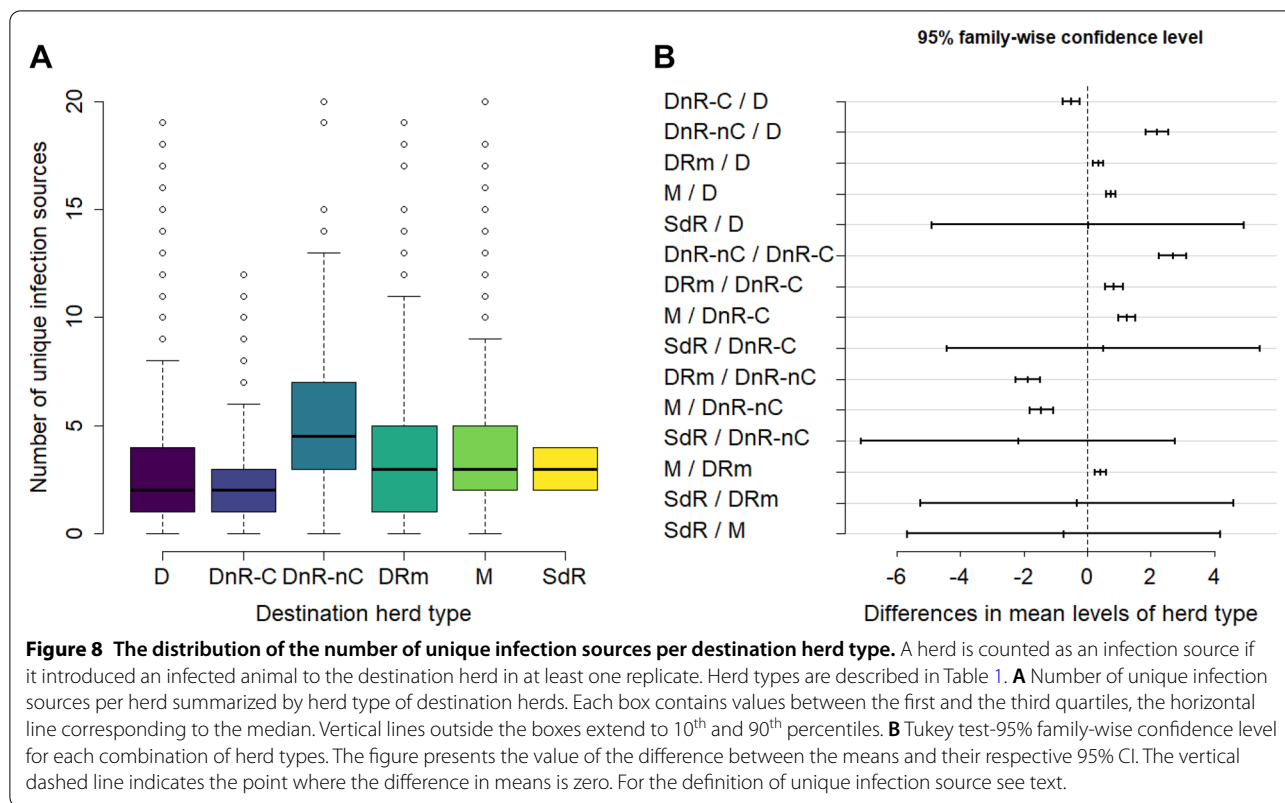 A
20
15
10
5
0
Number of unique infection sources
D DnR-C DnR-nC DRm M SdR
Destination herd type
95% family-wise confidence level
B
DnR-C / D
DnR-nC / D
DRm / D
M / D
SdR / D
DnR-nC / DnR-C
DRm / DnR-C
M / DnR-C
SdR / DnR-C
DRm / DnR-nC
M / DnR-nC
SdR / DnR-nC
M / DRm
SdR / DRm
SdR / M
-6 -4 -2 0 2 4
Differences in mean levels of herd type
Figure 8 The distribution of the number of unique infection sources per destination herd type. A herd is counted as an infection source if
it introduced an infected animal to the destination herd in at least one replicate. Herd types are described in Table 1. A Number of unique infection
sources per herd summarized by herd type of destination herds. Each box contains values between the first and the third quartiles, the horizontal
line corresponding to the median. Vertical lines outside the boxes extend to 10th and 90th percentiles. B Tukey test-95% family-wise confidence level
for each combination of herd types. The figure presents the value of the difference between the means and their respective 95% CI. The vertical
dashed line indicates the point where the difference in means is zero. For the definition of unique infection source see text.